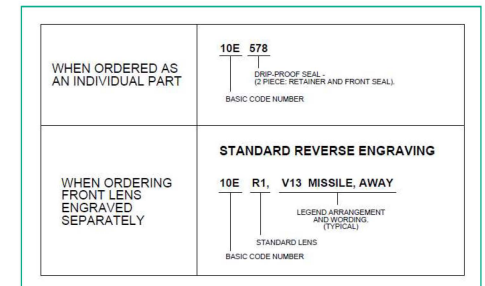 WHEN ORDERED AS
AN INDIVIDUAL PART
10E 578
DRIP-PROOF SEAL -
(2 PIECE: RETAINER AND FRONT SEAL).
BASIC CODE NUMBER
WHEN ORDERING
FRONT LENS
ENGRAVED
SEPARATELY
STANDARD REVERSE ENGRAVING
10E R1, V13 MISSILE, AWAY
LEGEND ARRANGEMENT
AND WORDING.
(TYPICAL)
STANDARD LENS
BASIC CODE NUMBER